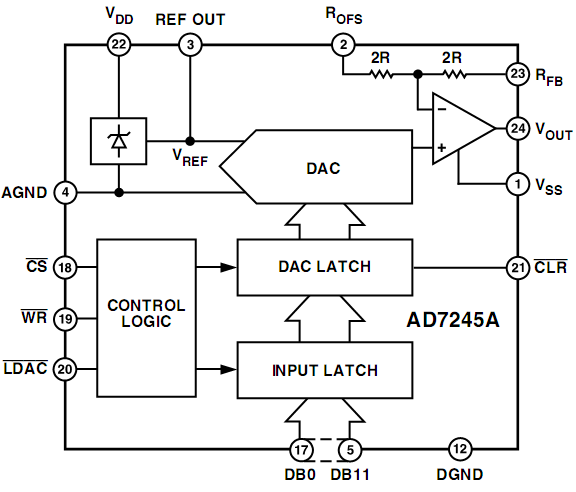 VDD REF OUT ROFS
22 3 2
2R 2R
23 RFB
−
24 VOUT
+
VREF
DAC
AGND 4
1 VSS
CS 18
DAC LATCH
21 CLR
CONTROL
LOGIC
WR 19
AD7245A
LDAC 20
INPUT LATCH
17 5 12
DB0 DB11 DGND